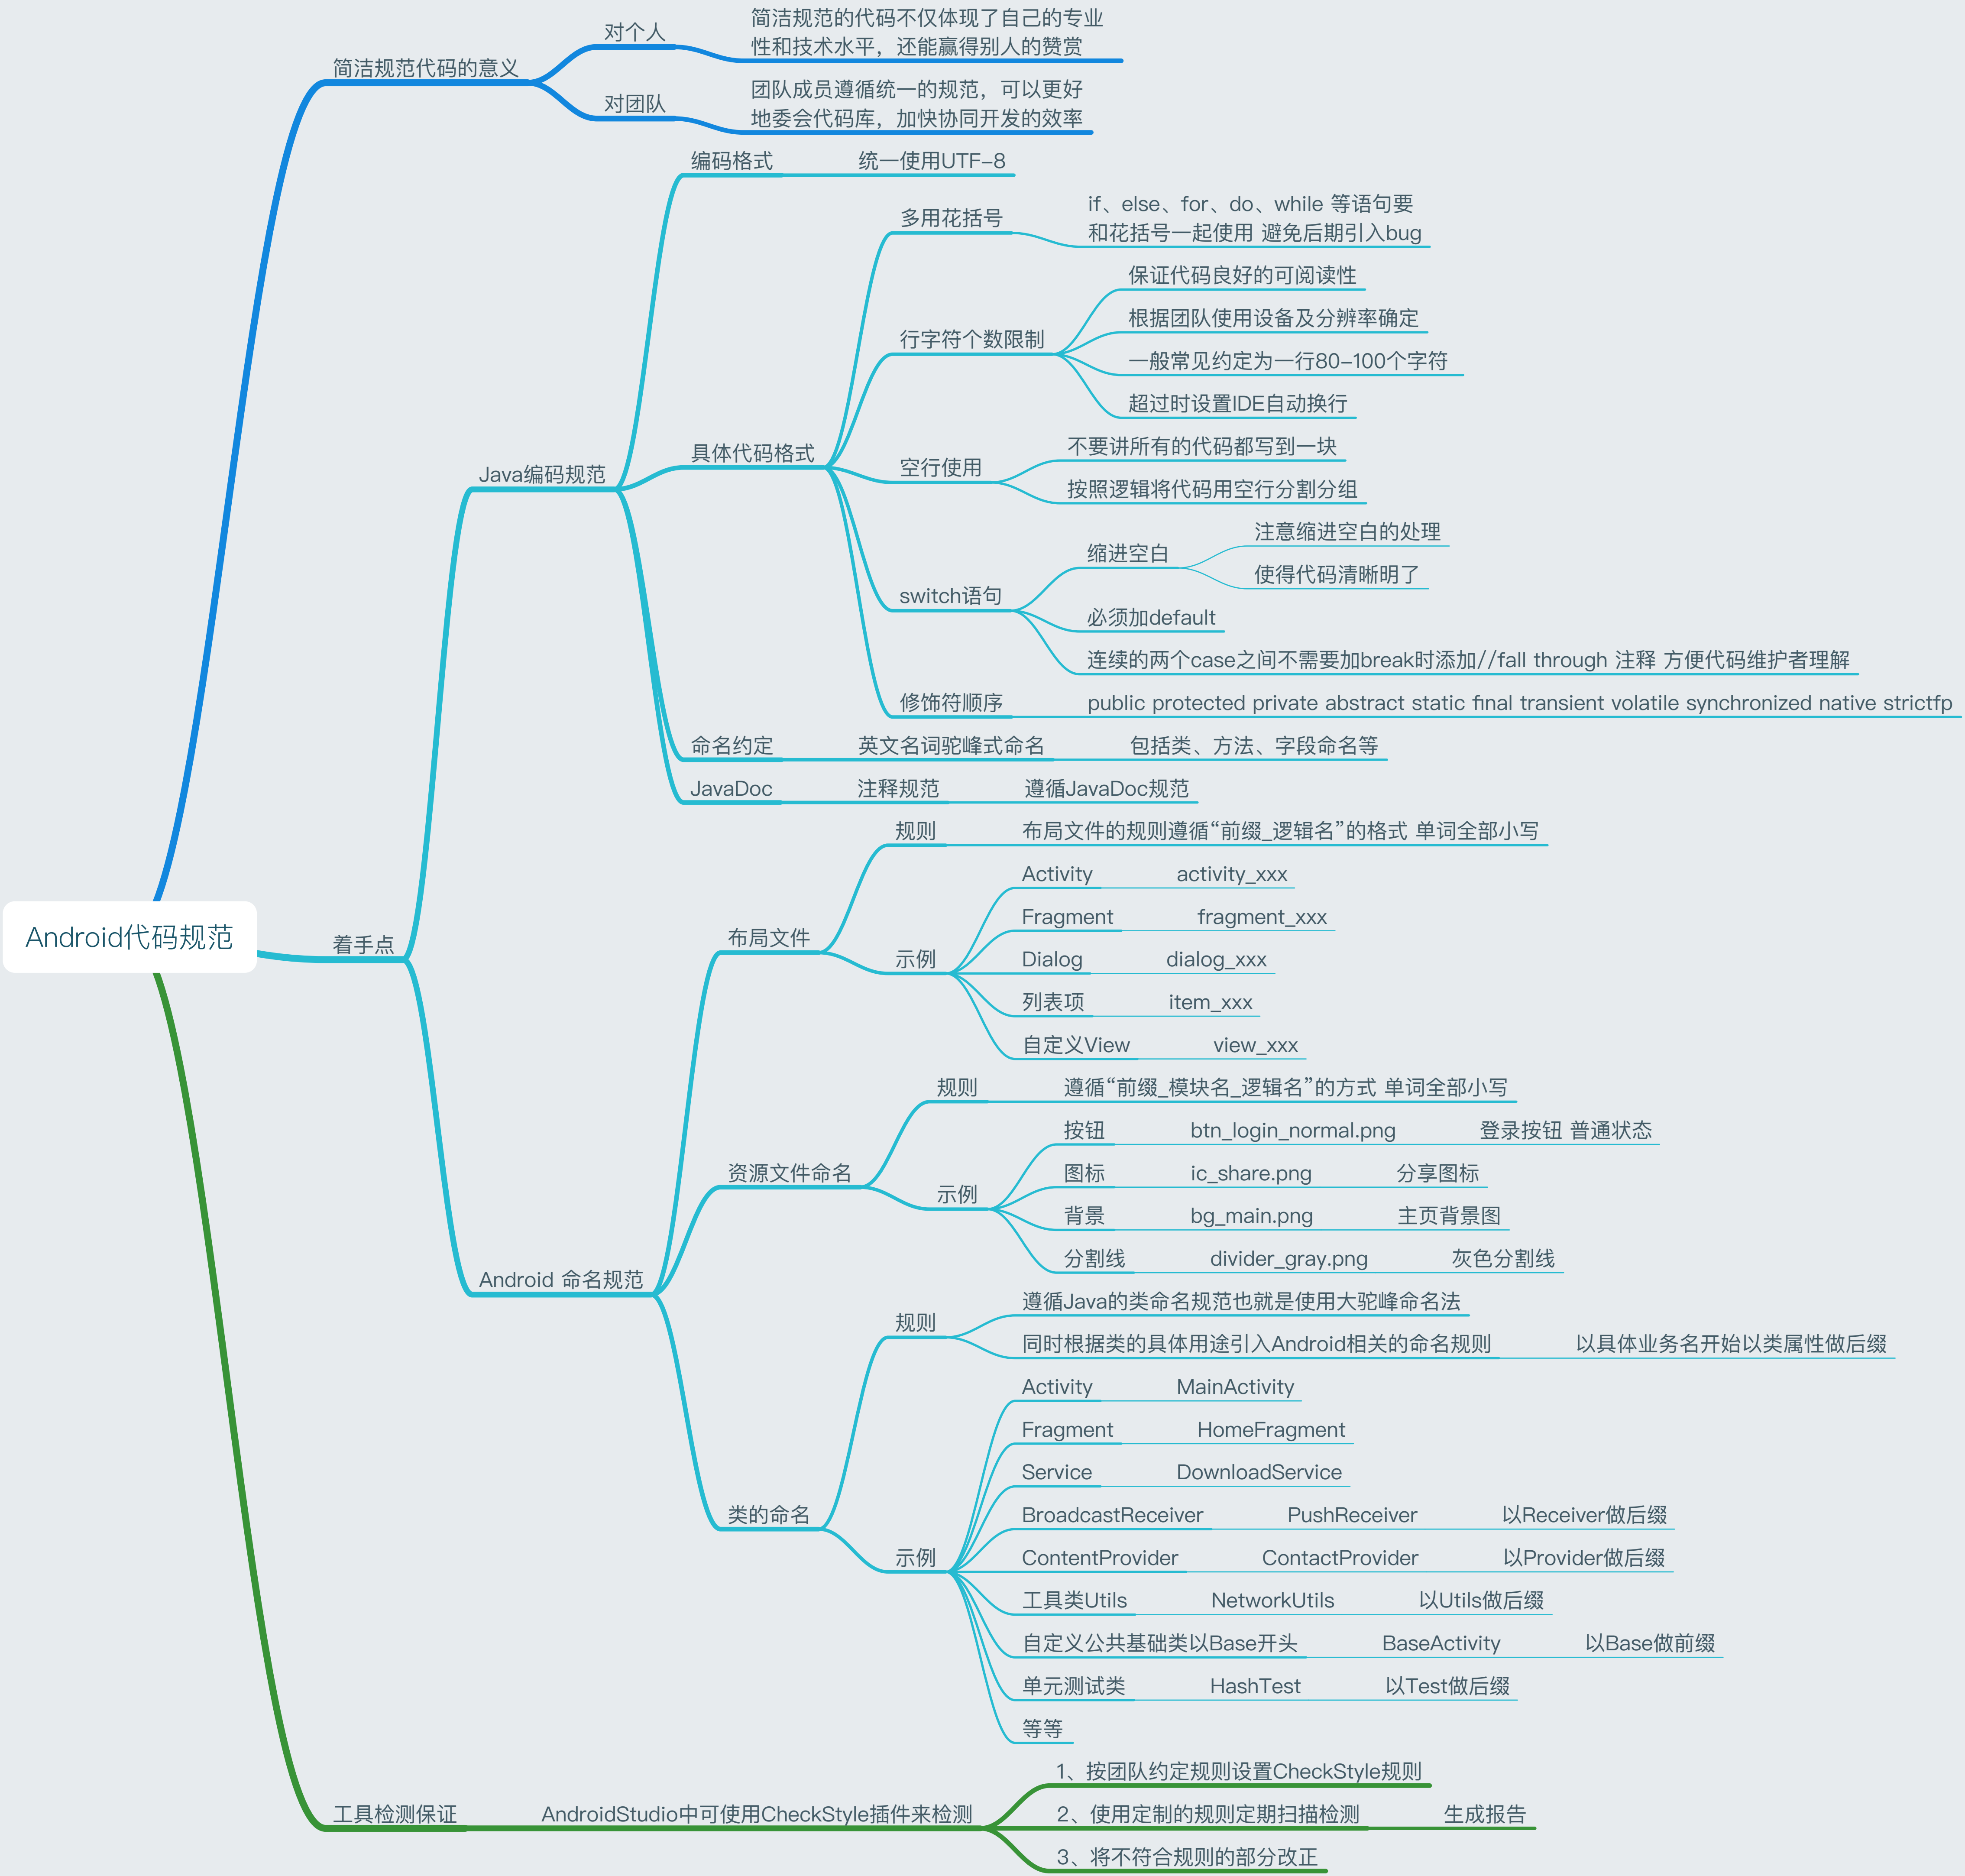 Android代码规范
简洁规范代码的意义
对个人
简洁规范的代码不仅体现了自己的专业
性和技术水平，还能赢得别人的赞赏
对团队
团队成员遵循统一的规范，可以更好
地委会代码库，加快协同开发的效率
着手点
Java编码规范
编码格式
统一使用UTF-8
具体代码格式
多用花括号
if、else、for、do、while 等语句要
和花括号一起使用 避免后期引入bug
行字符个数限制
保证代码良好的可阅读性
根据团队使用设备及分辨率确定
一般常见约定为一行80-100个字符
超过时设置IDE自动换行
空行使用
不要讲所有的代码都写到一块
按照逻辑将代码用空行分割分组
switch语句
缩进空白
注意缩进空白的处理
使得代码清晰明了
必须加default
连续的两个case之间不需要加break时添加//fall through 注释 方便代码维护者理解
修饰符顺序
public protected private abstract static final transient volatile synchronized native strictfp
命名约定
英文名词驼峰式命名
包括类、方法、字段命名等
JavaDoc
注释规范
遵循JavaDoc规范
Android 命名规范
布局文件
规则
布局文件的规则遵循“前缀_逻辑名”的格式 单词全部小写
示例
Activity
activity_xxx
Fragment
fragment_xxx
Dialog
dialog_xxx
列表项
item_xxx
自定义View
view_xxx
资源文件命名
规则
遵循“前缀_模块名_逻辑名”的方式 单词全部小写
示例
按钮
btn_login_normal.png
登录按钮 普通状态
图标
ic_share.png
分享图标
背景
bg_main.png
主页背景图
分割线
divider_gray.png
灰色分割线
类的命名
规则
遵循Java的类命名规范也就是使用大驼峰命名法
同时根据类的具体用途引入Android相关的命名规则
以具体业务名开始以类属性做后缀
示例
Activity
MainActivity
Fragment
HomeFragment
Service
DownloadService
BroadcastReceiver
PushReceiver
以Receiver做后缀
ContentProvider
ContactProvider
以Provider做后缀
工具类Utils
NetworkUtils
以Utils做后缀
自定义公共基础类以Base开头
BaseActivity
以Base做前缀
单元测试类
HashTest
以Test做后缀
等等
工具检测保证
AndroidStudio中可使用CheckStyle插件来检测
1、按团队约定规则设置CheckStyle规则
2、使用定制的规则定期扫描检测
生成报告
3、将不符合规则的部分改正